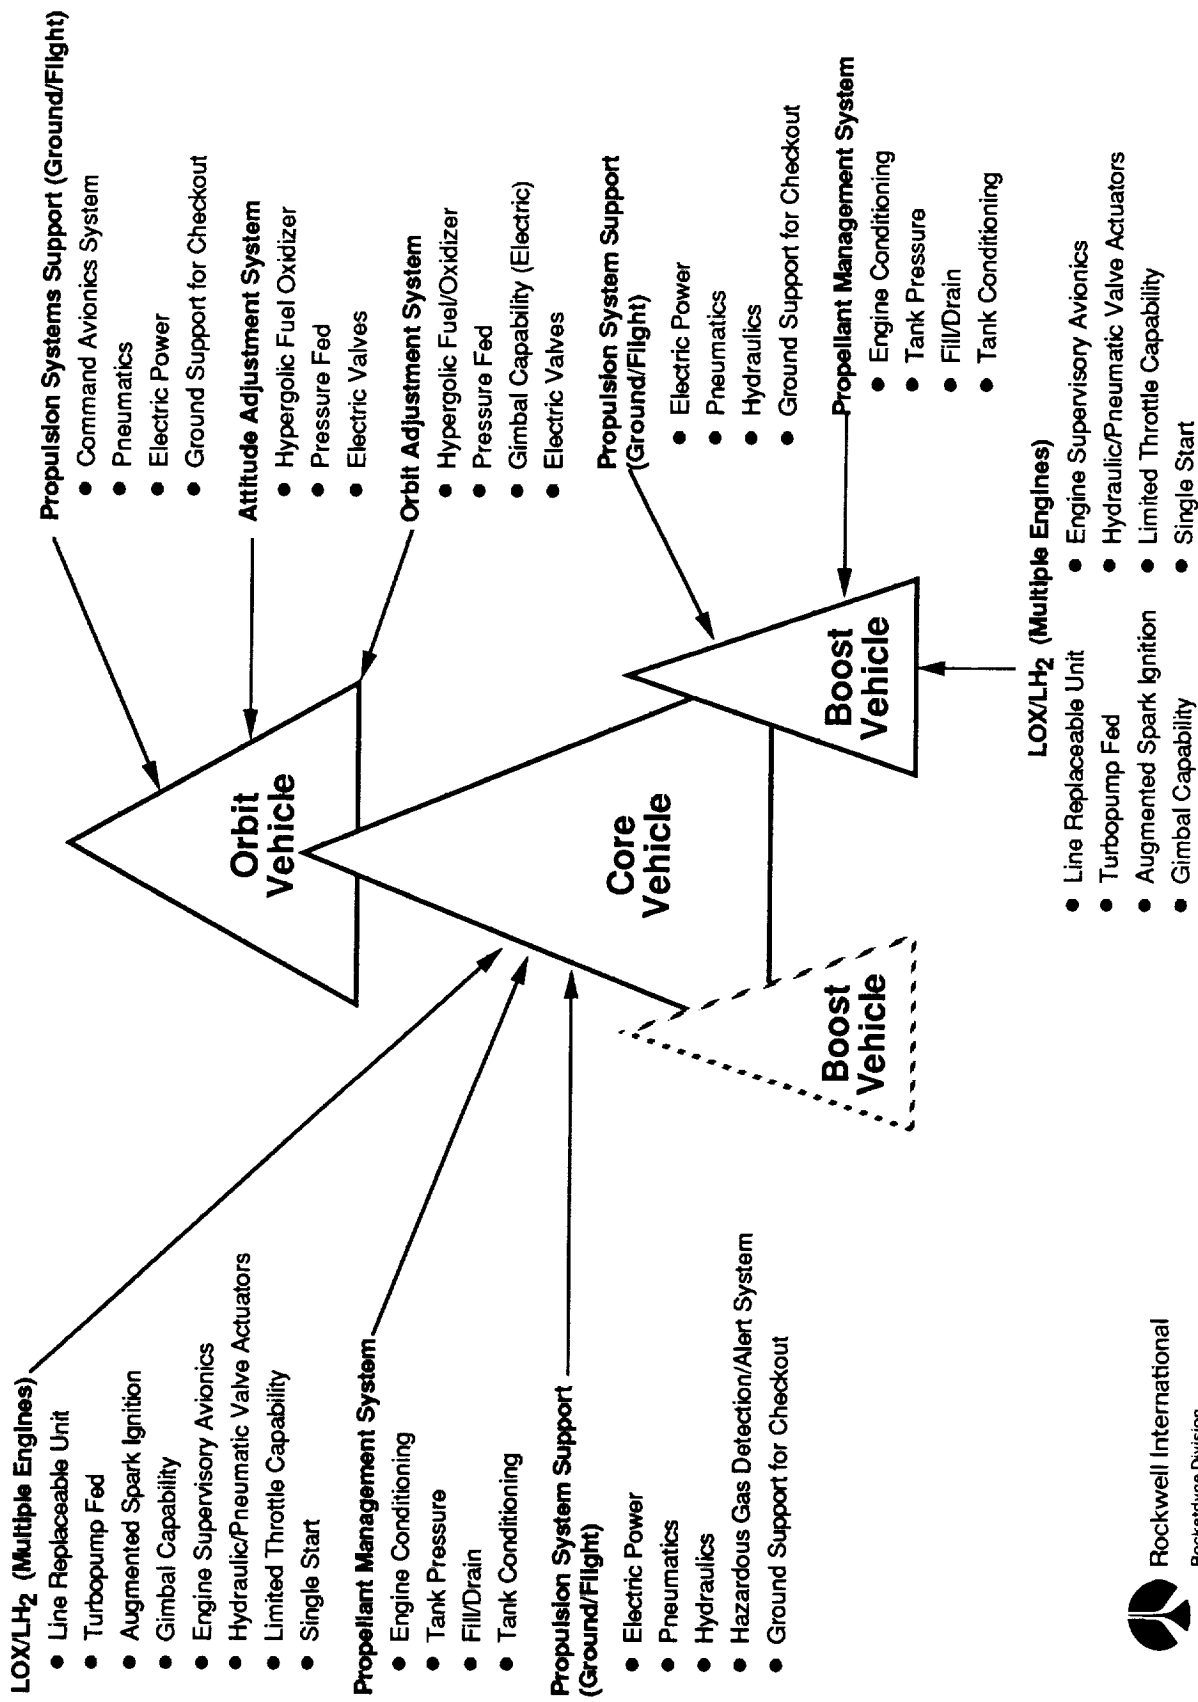 LOX/LH2 (Multiple Engines)
● Line Replaceable Unit
● Turbopump Fed
● Augmented Spark Ignition
● Gimbal Capability
● Engine Supervisory Avionics
● Hydraulic/Pneumatic Valve Actuators
● Limited Throttle Capability
● Single Start
Propellant Management System
● Engine Conditioning
● Tank Pressure
● Fill/Drain
● Tank Conditioning
Propulsion System Support
(Ground/Flight)
● Electric Power
● Pneumatics
● Hydraulics
● Hazardous Gas Detection/Alert System
● Ground Support for Checkout
Orbit
Vehicle
Core
Vehicle
Boost
Vehicle
Boost
Vehicle
Propulsion Systems Support (Ground/Flight)
● Command Avionics System
● Pneumatics
● Electric Power
● Ground Support for Checkout
Attitude Adjustment System
● Hypergolic Fuel Oxidizer
● Pressure Fed
● Electric Valves
Orbit Adjustment System
● Hypergolic Fuel/Oxidizer
● Pressure Fed
● Gimbal Capability (Electric)
● Electric Valves
Propulsion System Support
(Ground/Flight)
● Electric Power
● Pneumatics
● Hydraulics
● Ground Support for Checkout
Propellant Management System
● Engine Conditioning
● Tank Pressure
● Fill/Drain
● Tank Conditioning
LOX/LH2 (Multiple Engines)
● Line Replaceable Unit
● Turbopump Fed
● Augmented Spark Ignition
● Gimbal Capability
● Engine Supervisory Avionics
● Hydraulic/Pneumatic Valve Actuators
● Limited Throttle Capability
● Single Start
Rockwell International
Rocketdyne Division